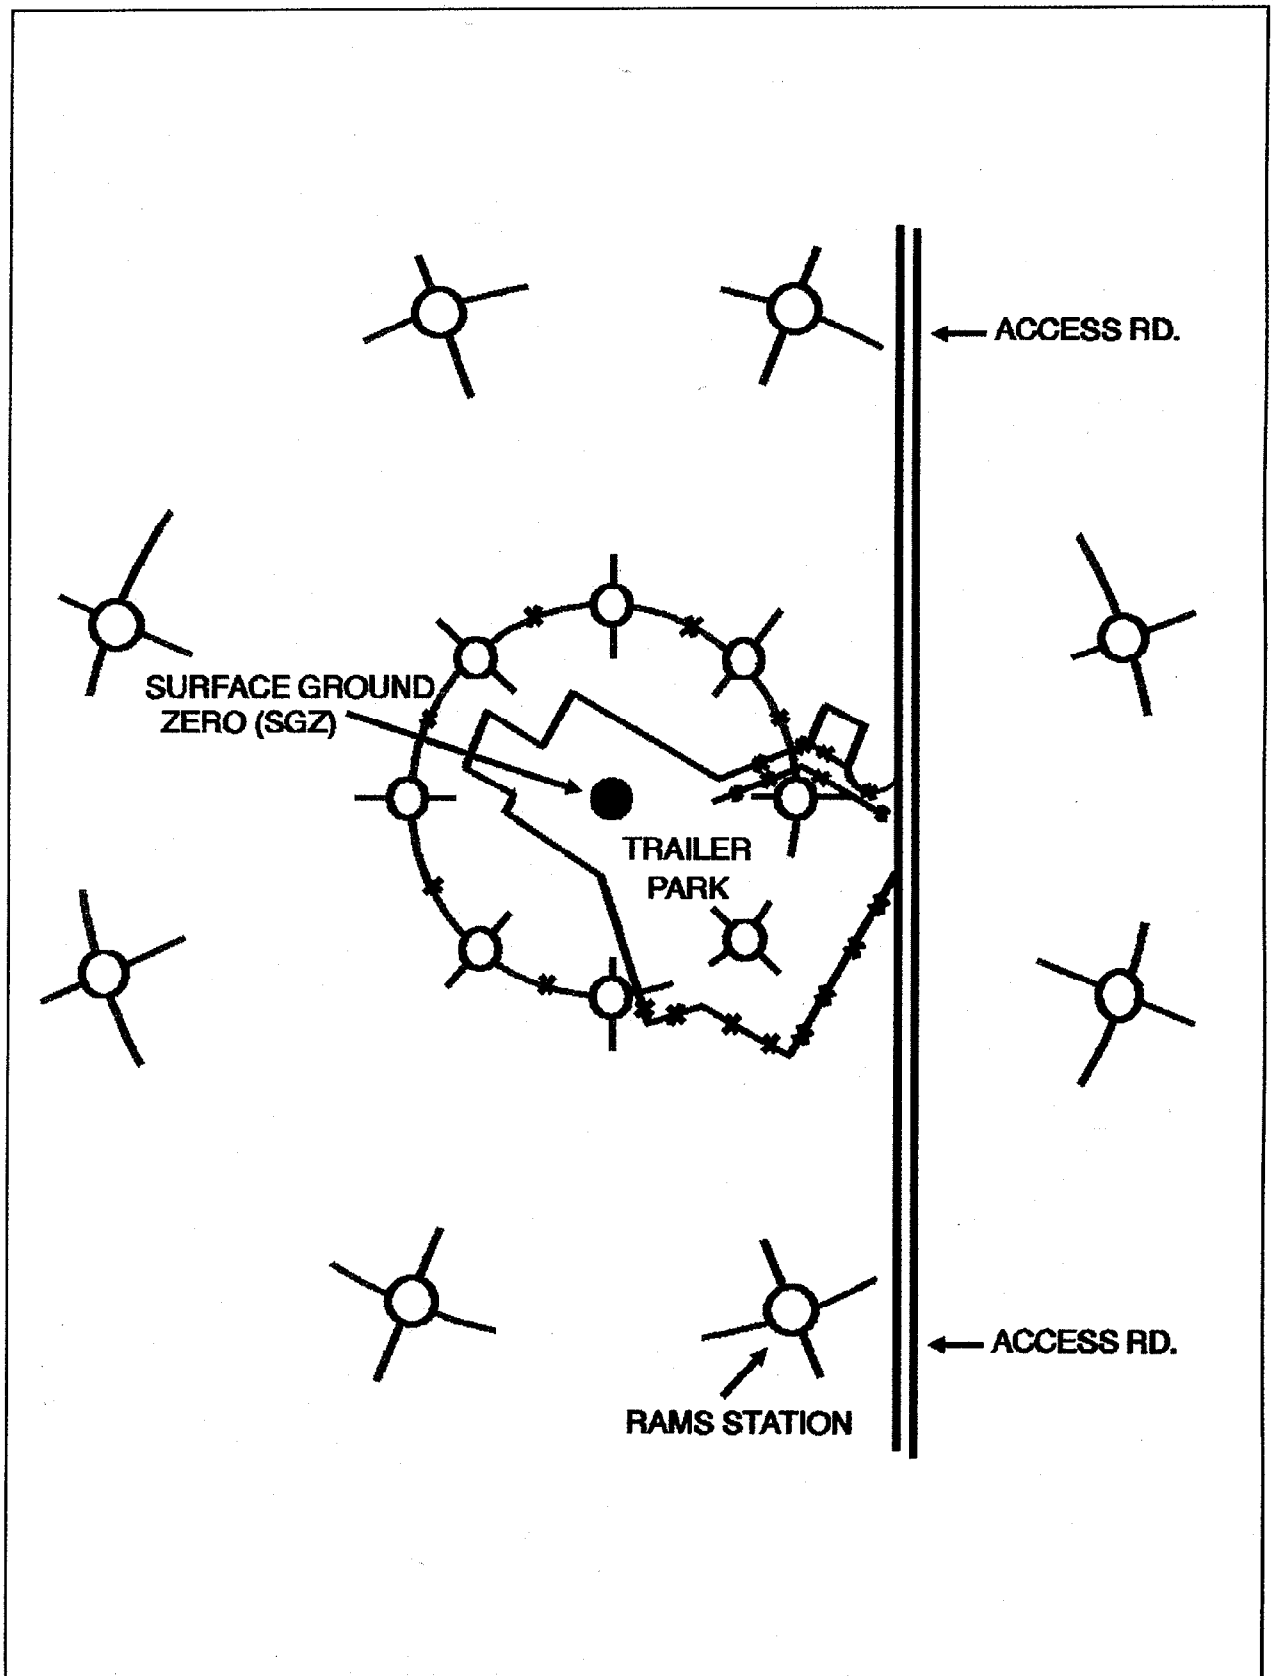 ACCESS RD.
SURFACE GROUND
ZERO (SGZ)
TRAILER
PARK
ACCESS RD.
RAMS STATION